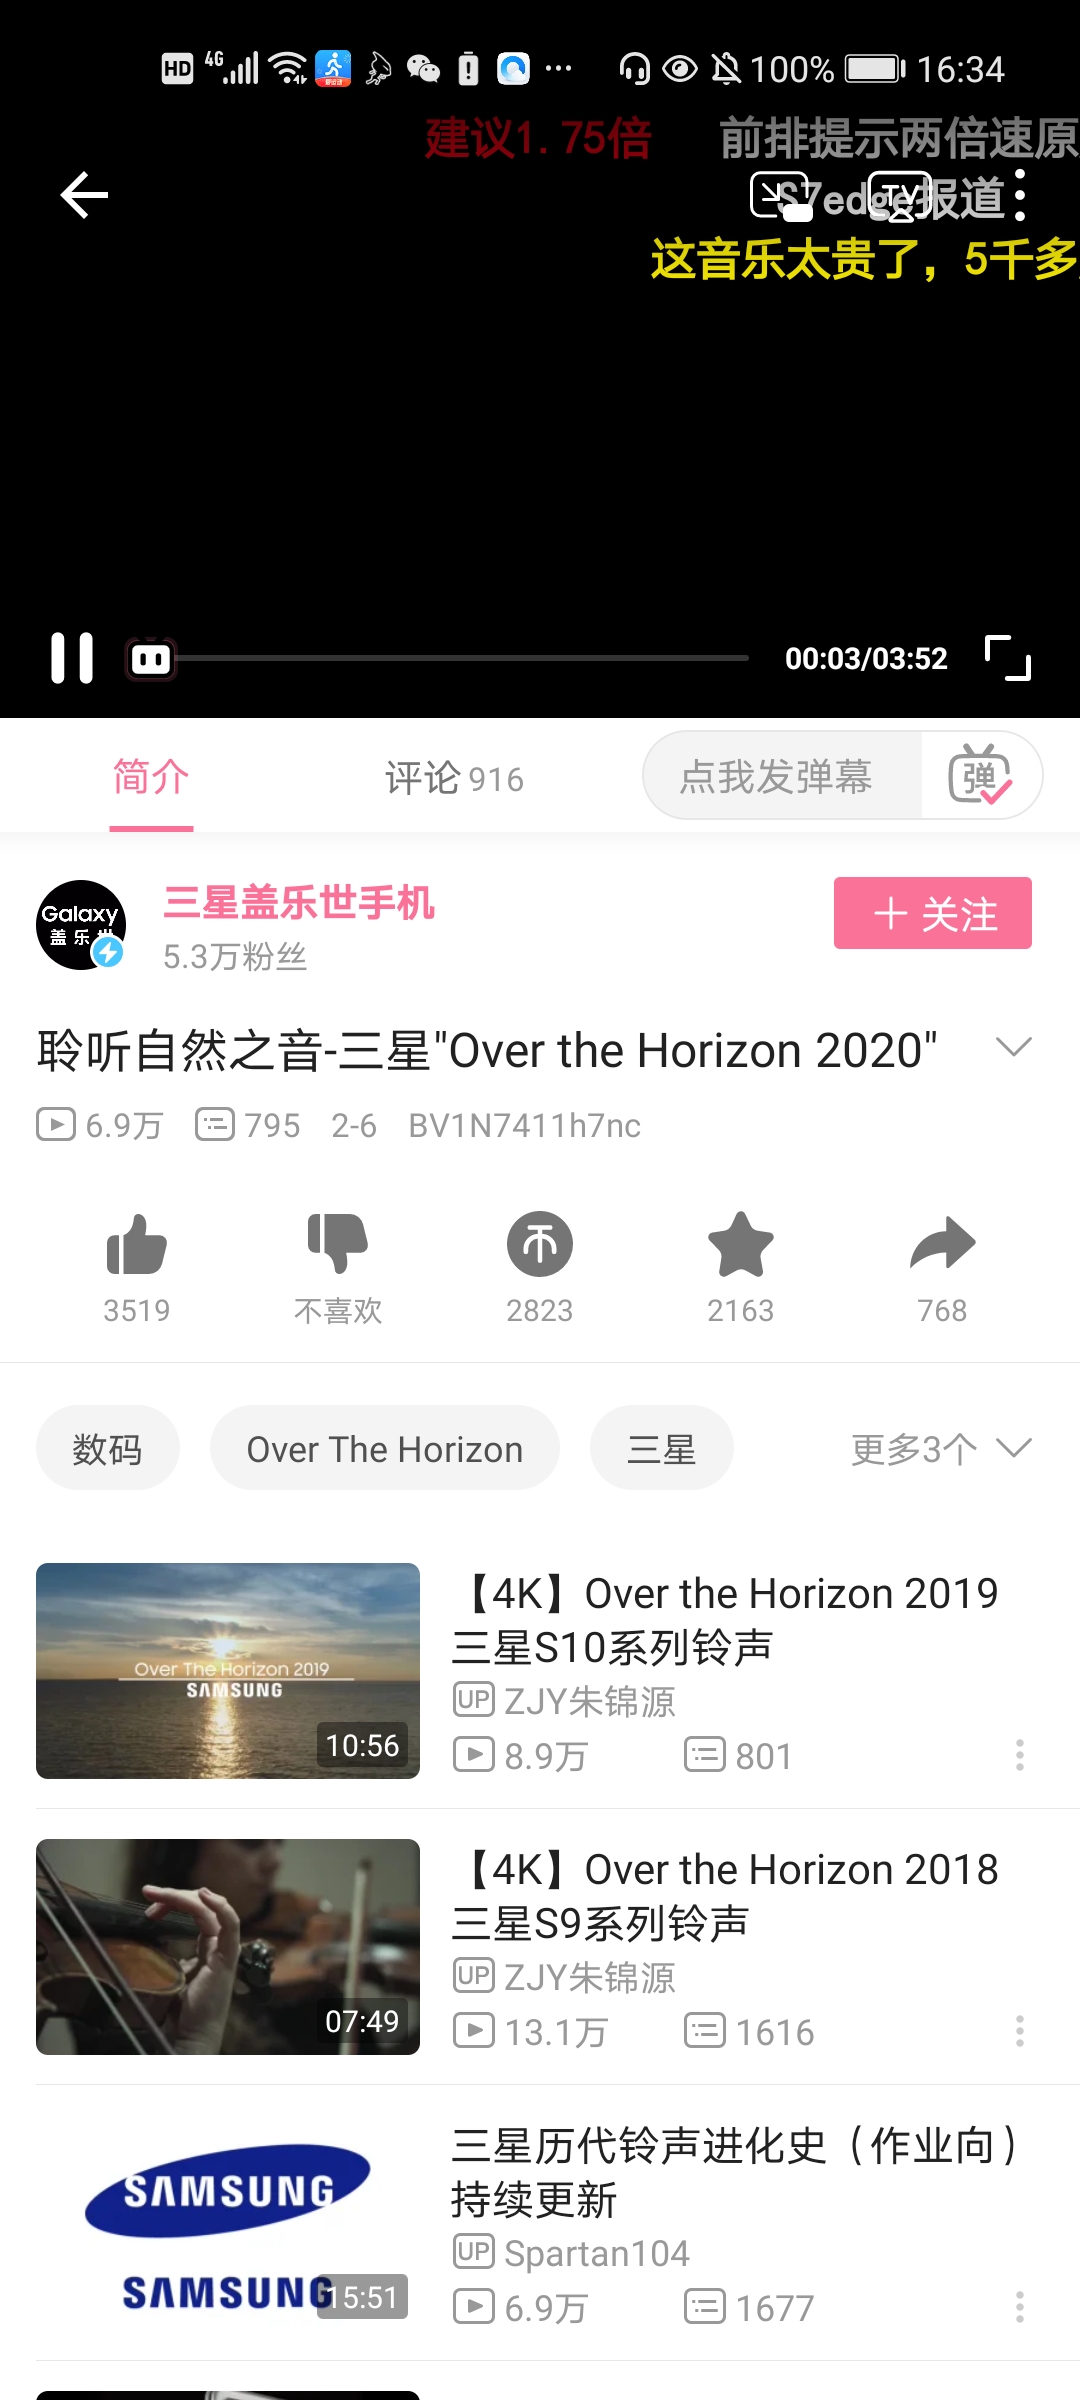 HD 4G 100% 16:34
建议1.75倍 前排提示两倍速原
S7edge报道
TV
这音乐太贵了，5千多
00:03/03:52
简介 评论 916 点我发弹幕 弹
Galaxy
盖乐世
三星盖乐世手机
5.3万粉丝
关注
聆听自然之音-三星"Over the Horizon 2020"
6.9万 795 2-6 BV1N7411h7nc
3519 不喜欢 2823 2163 768
数码 Over The Horizon 三星 更多3个
Over The Horizon 2019
SAMSUNG
10:56
【4K】Over the Horizon 2019
三星S10系列铃声
UP ZJY朱锦源
8.9万 801
07:49
【4K】Over the Horizon 2018
三星S9系列铃声
UP ZJY朱锦源
13.1万 1616
SAMSUNG
SAMSUNG
15:51
三星历代铃声进化史（作业向）
持续更新
UP Spartan104
6.9万 1677